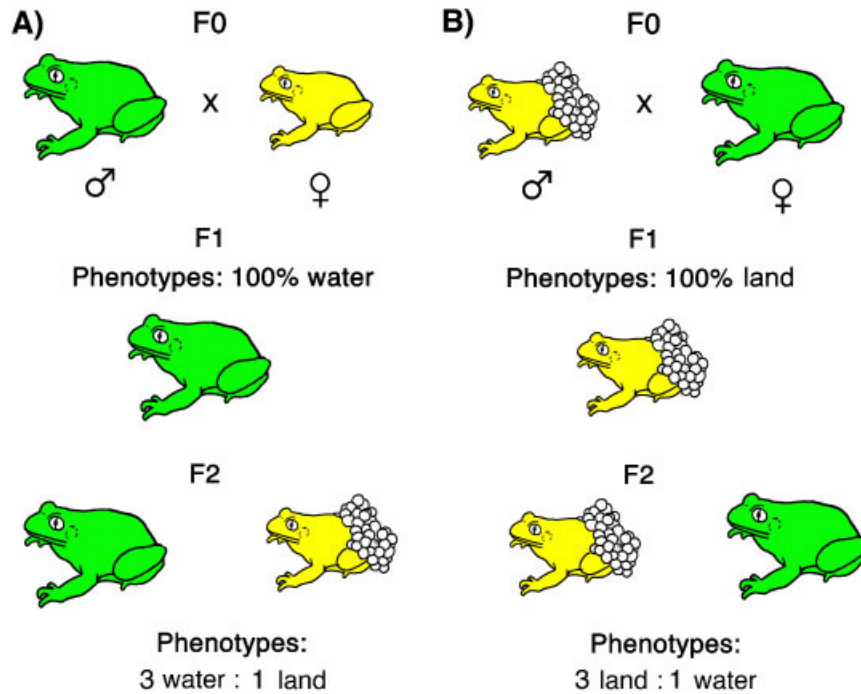 A)
F0
x
♂
♀
F1
Phenotypes: 100% water
F2
Phenotypes:
3 water : 1 land
B)
F0
x
♂
♀
F1
Phenotypes: 100% land
F2
Phenotypes:
3 land : 1 water